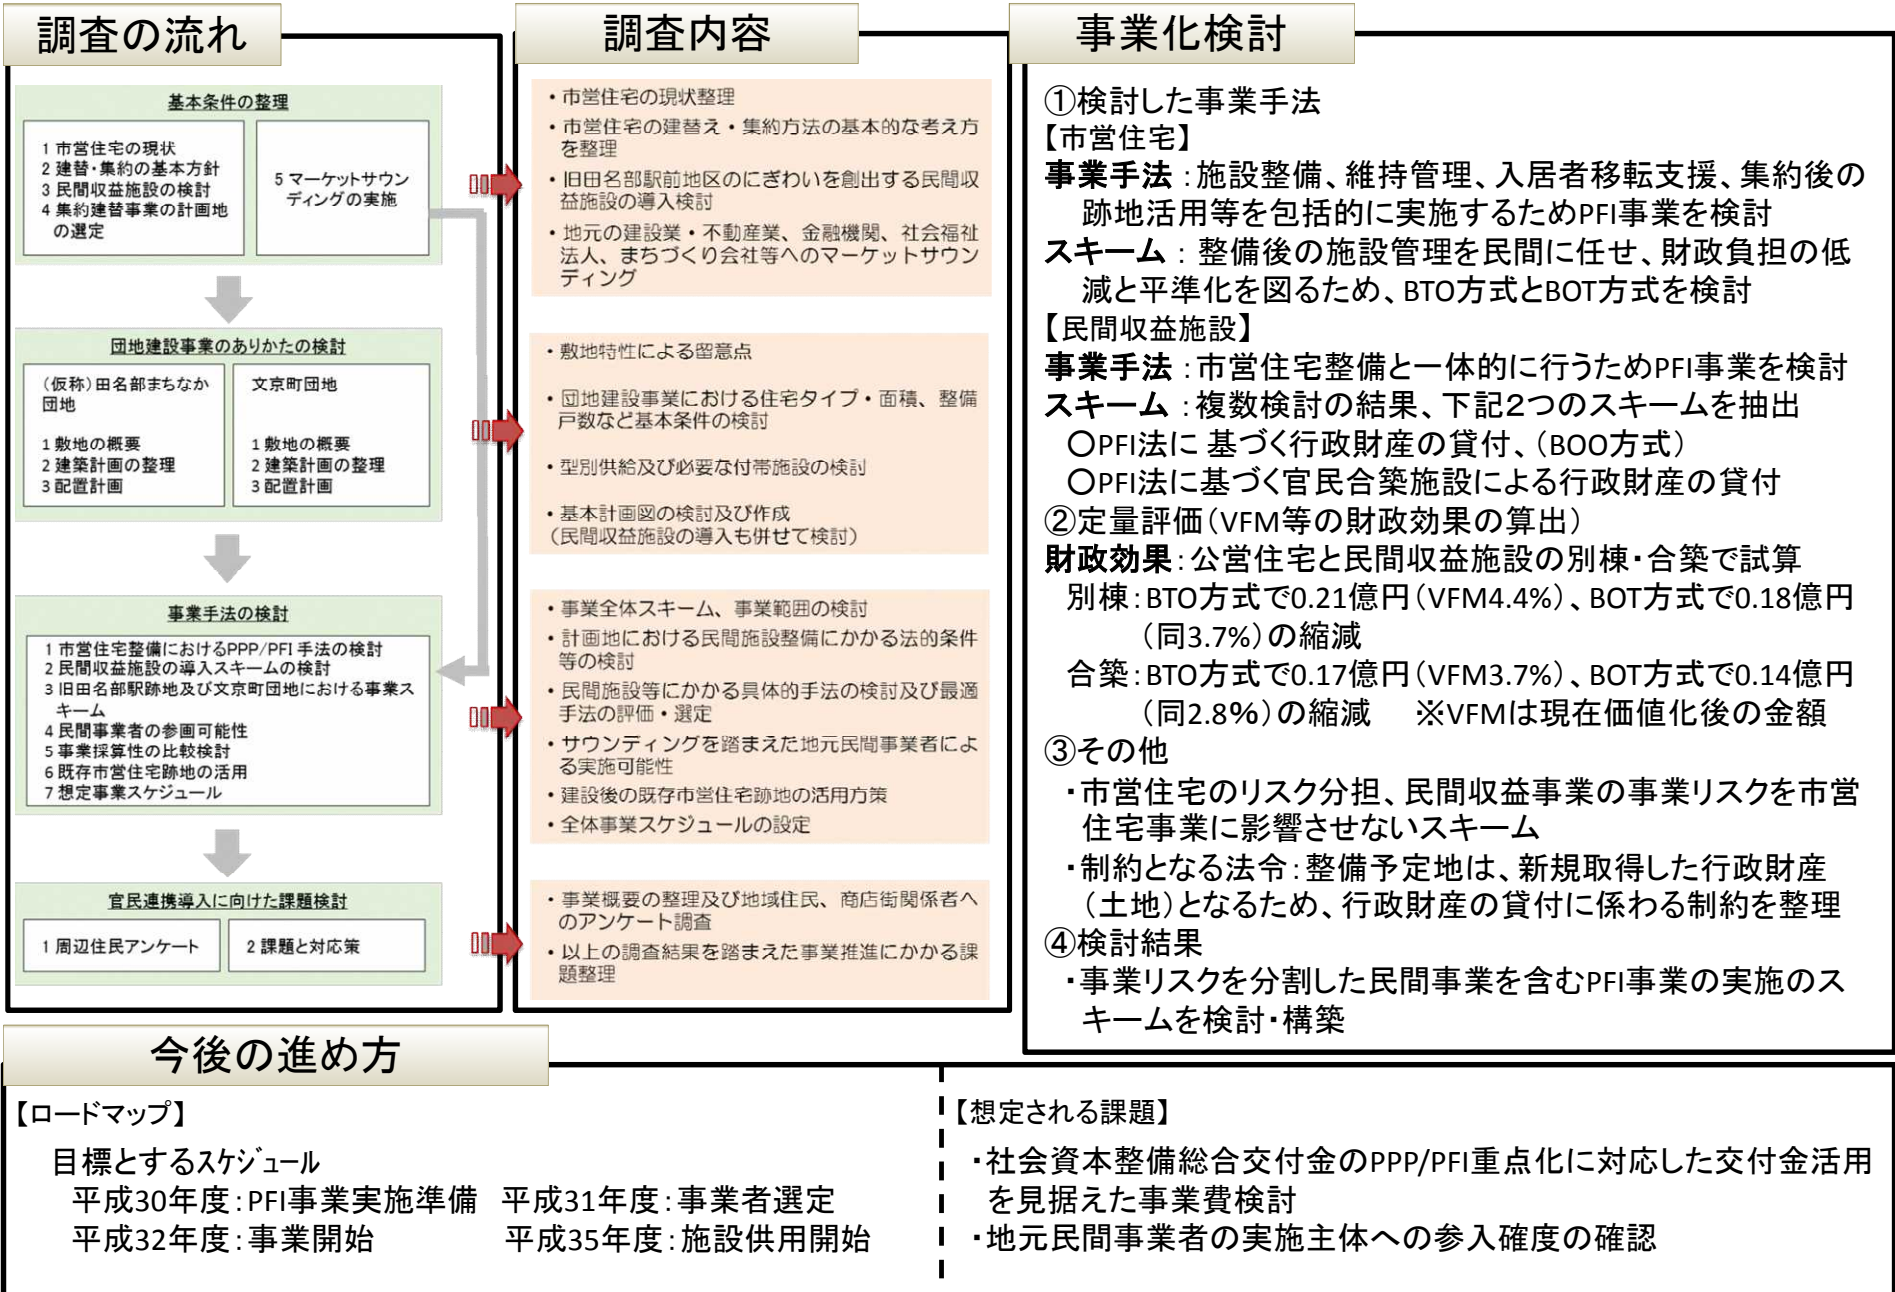 調査の流れ
基本条件の整理
1 市営住宅の現状
2 建替・集約の基本方針
3 民間収益施設の検討
4 集約建替事業の計画地
の選定
5 マーケットサウン
ディングの実施
団地建設事業のありかたの検討
(仮称)田名部まちなか
団地
1 敷地の概要
2 建築計画の整理
3 配置計画
文京町団地
1 敷地の概要
2 建築計画の整理
3 配置計画
事業手法の検討
1 市営住宅整備におけるPPP/PFI 手法の検討
2 民間収益施設の導入スキームの検討
3 旧田名部駅跡地及び文京町団地における事業ス
キーム
4 民間事業者の参画可能性
5 事業採算性の比較検討
6 既存市営住宅跡地の活用
7 想定事業スケジュール
官民連携導入に向けた課題検討
1 周辺住民アンケート
2 課題と対応策
調査内容
・市営住宅の現状整理
・市営住宅の建替え・集約方法の基本的な考え方
を整理
・旧田名部駅前地区のにぎわいを創出する民間収
益施設の導入検討
・地元の建設業・不動産業、金融機関、社会福祉
法人、まちづくり会社等へのマーケットサウン
ディング
・敷地特性による留意点
・団地建設事業における住宅タイプ・面積、整備
戸数など基本条件の検討
・型別供給及び必要な付帯施設の検討
・基本計画図の検討及び作成
(民間収益施設の導入も併せて検討)
・事業全体スキーム、事業範囲の検討
・計画地における民間施設整備にかかる法的条件
等の検討
・民間施設等にかかる具体的手法の検討及び最適
手法の評価・選定
・サウンディングを踏まえた地元民間事業者によ
る実施可能性
・建設後の既存市営住宅跡地の活用方策
・全体事業スケジュールの設定
・事業概要の整理及び地域住民、商店街関係者へ
のアンケート調査
・以上の調査結果を踏まえた事業推進にかかる課
題整理
事業化検討
①検討した事業手法
【市営住宅】
事業手法：施設整備、維持管理、入居者移転支援、集約後の
跡地活用等を包括的に実施するためPFI事業を検討
スキーム：整備後の施設管理を民間に任せ、財政負担の低
減と平準化を図るため、BTO方式とBOT方式を検討
【民間収益施設】
事業手法：市営住宅整備と一体的に行うためPFI事業を検討
スキーム：複数検討の結果、下記２つのスキームを抽出
○PFI法に 基づく行政財産の貸付、（BOO方式）
○PFI法に基づく官民合築施設による行政財産の貸付
②定量評価（VFM等の財政効果の算出）
財政効果：公営住宅と民間収益施設の別棟・合築で試算
別棟：BTO方式で0.21億円（VFM4.4%）、BOT方式で0.18億円
（同3.7%）の縮減
合築：BTO方式で0.17億円（VFM3.7%）、BOT方式で0.14億円
（同2.8%）の縮減　※VFMは現在価値化後の金額
③その他
・市営住宅のリスク分担、民間収益事業の事業リスクを市営
住宅事業に影響させないスキーム
・制約となる法令：整備予定地は、新規取得した行政財産
（土地）となるため、行政財産の貸付に係わる制約を整理
④検討結果
・事業リスクを分割した民間事業を含むPFI事業の実施のス
キームを検討・構築
今後の進め方
【ロードマップ】
目標とするｽｹｼﾞｭｰﾙ
平成30年度：PFI事業実施準備　平成31年度：事業者選定
平成32年度：事業開始　平成35年度：施設供用開始
【想定される課題】
・社会資本整備総合交付金のPPP/PFI重点化に対応した交付金活用
を見据えた事業費検討
・地元民間事業者の実施主体への参入確度の確認